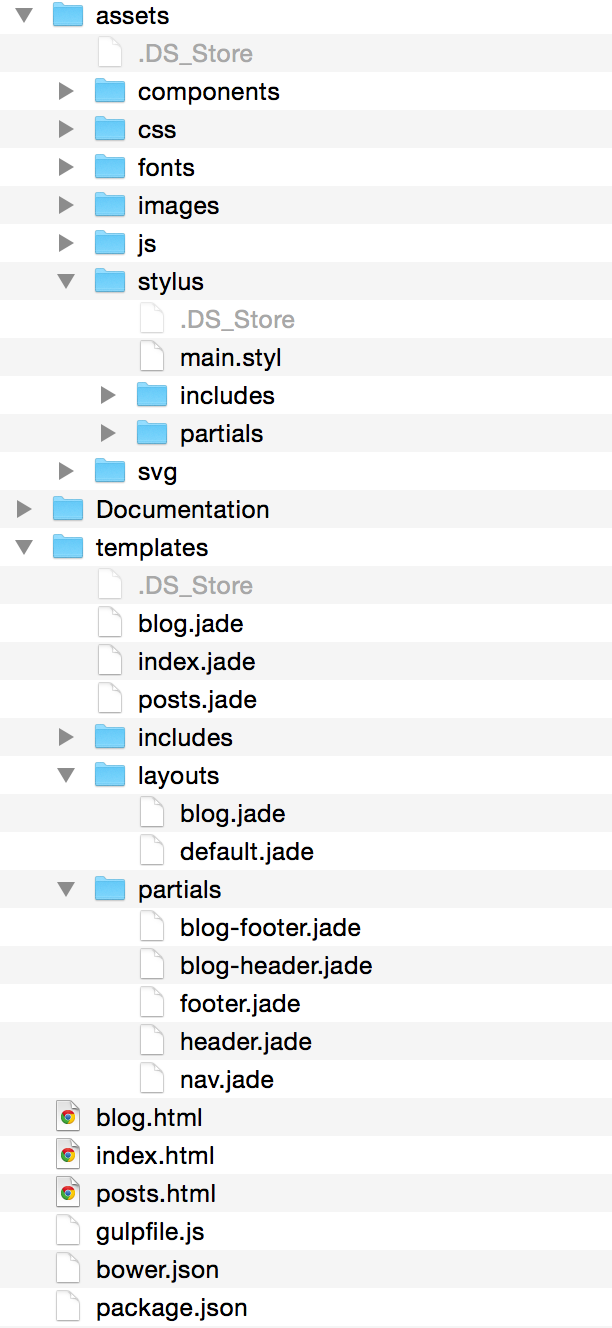 assets
.DS_Store
components
css
fonts
images
js
stylus
.DS_Store
main.styl
includes
partials
svg
Documentation
templates
.DS_Store
blog.jade
index.jade
posts.jade
includes
layouts
blog.jade
default.jade
partials
blog-footer.jade
blog-header.jade
footer.jade
header.jade
nav.jade
blog.html
index.html
posts.html
gulpfile.js
bower.json
package.json